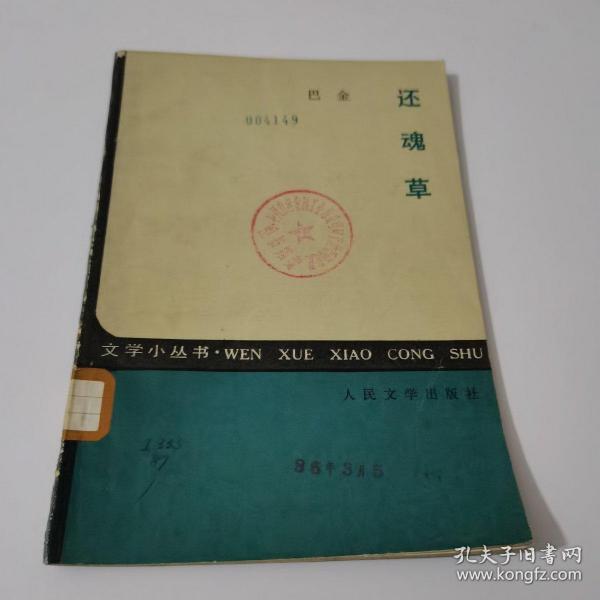 巴金
还魂草
004149
文学小丛书·WEN XUE XIAO CONG SHU
人民文学出版社
86年3月5
孔夫子旧书网
www.kongfz.com